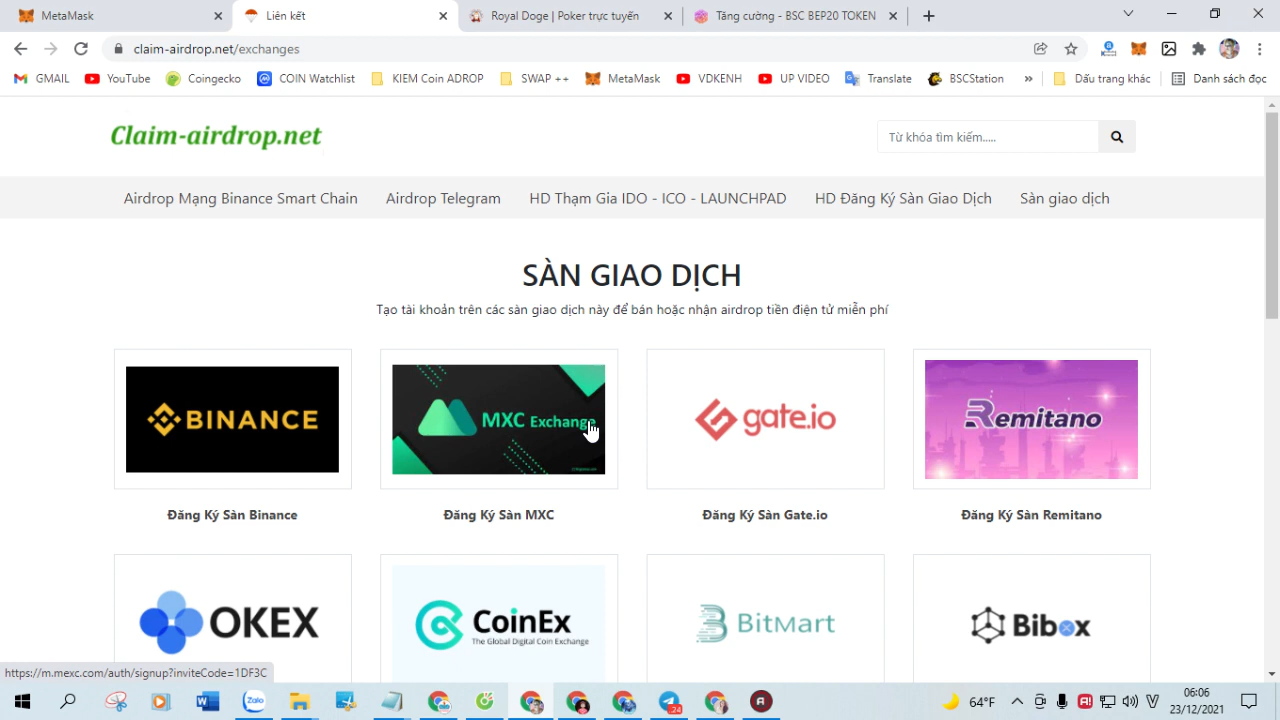 MetaMask
Liên kết
Royal Doge | Poker trực tuyến
Tăng cường - BSC BEP20 TOKEN
claim-airdrop.net/exchanges
GMAIL
YouTube
Coingecko
COIN Watchlist
KIEM Coin ADROP
SWAP ++
MetaMask
VDKENH
UP VIDEO
Translate
BSCStation
»
Dấu trang khác
Danh sách đọc
Claim-airdrop.net
Từ khóa tìm kiếm.....
Airdrop Mạng Binance Smart Chain
Airdrop Telegram
HD Thạm Gia IDO - ICO - LAUNCHPAD
HD Đăng Ký Sàn Giao Dịch
Sàn giao dịch
SÀN GIAO DỊCH
Tạo tài khoản trên các sàn giao dịch này để bán hoặc nhận airdrop tiền điện tử miễn phí
BINANCE
MXC Exchange
gate.io
Remitano
Đăng Ký Sàn Binance
Đăng Ký Sàn MXC
Đăng Ký Sàn Gate.io
Đăng Ký Sàn Remitano
OKEX
CoinEx
The Global Digital Coin Exchange
BitMart
Bibox
https://m.mexc.com/auth/signup?inviteCode=1DF3C
Zalo
24
64°F
06:06
23/12/2021